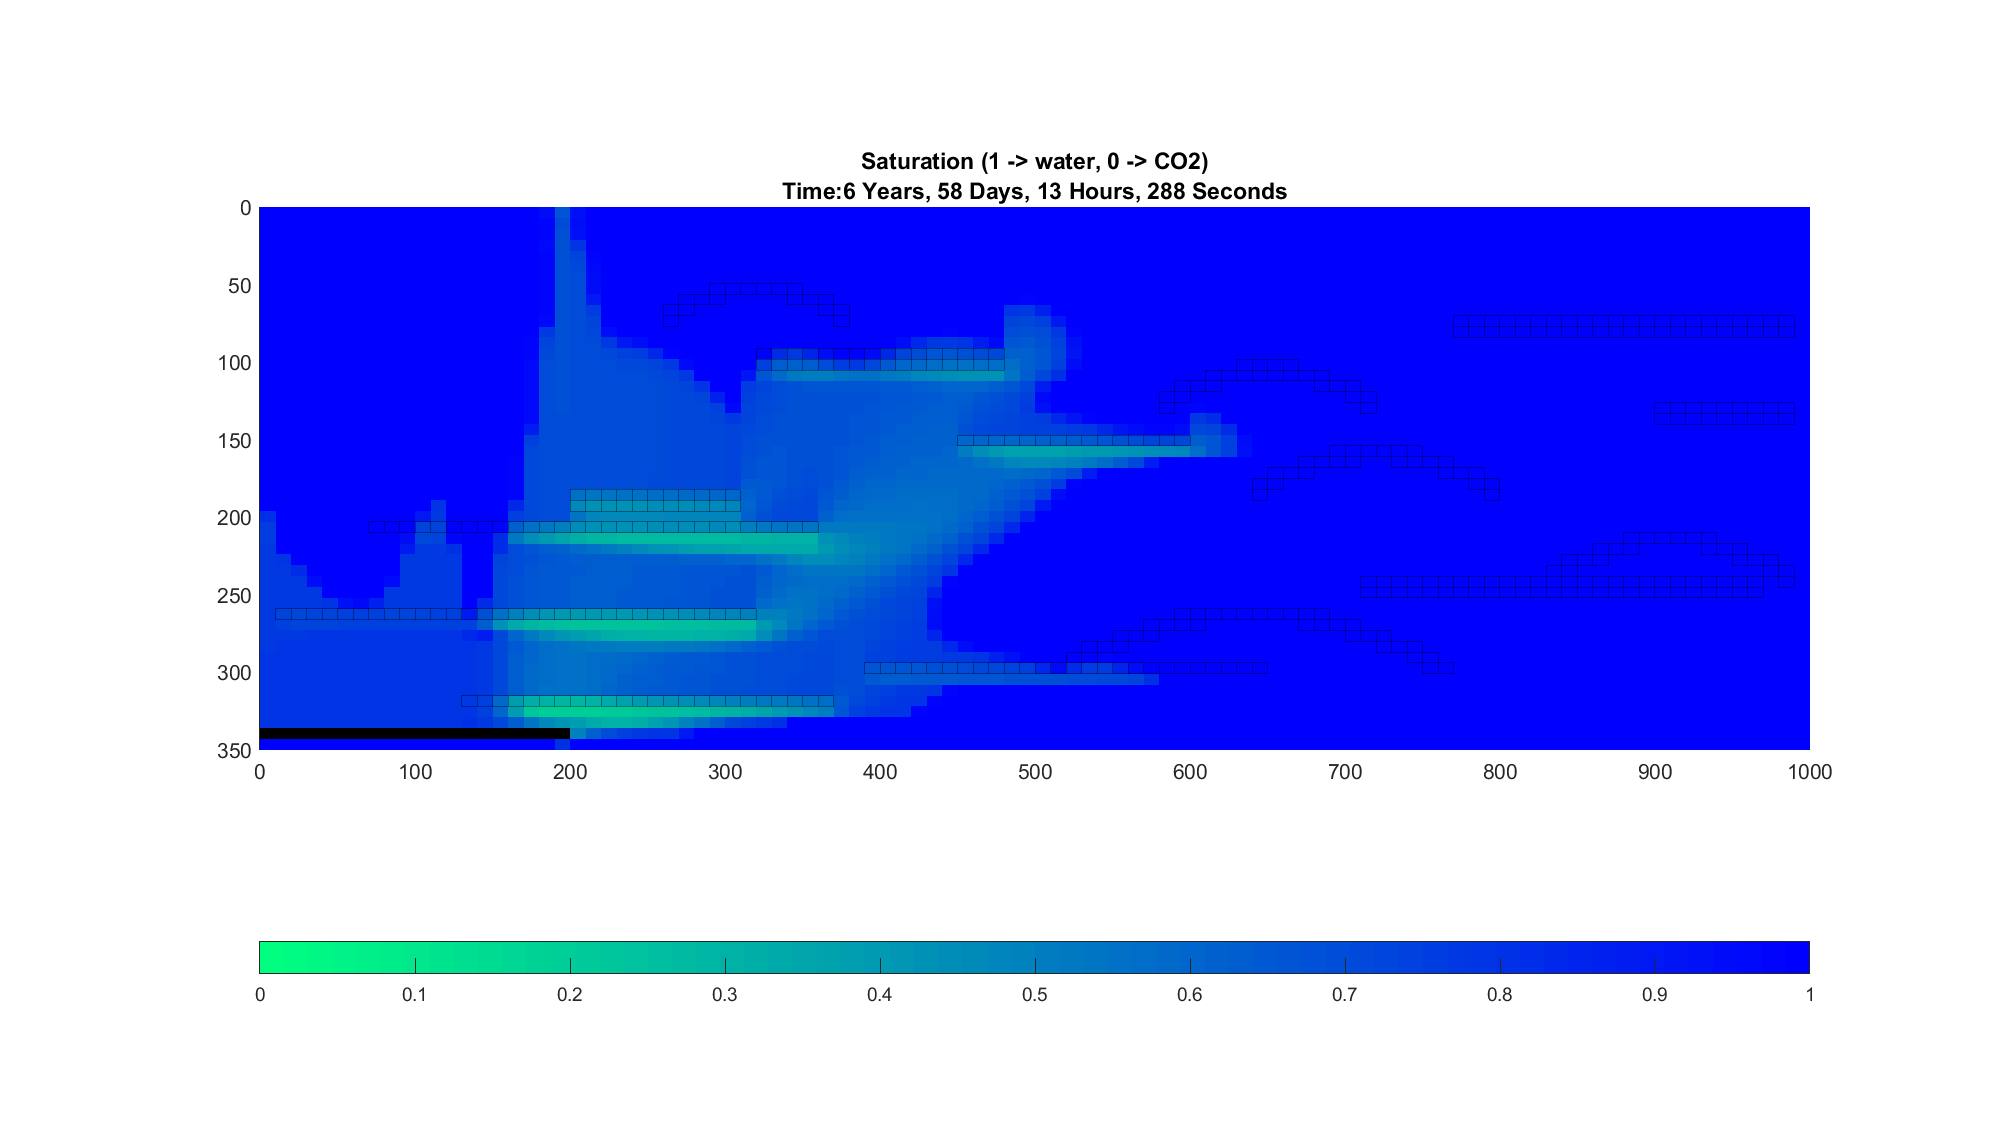 Saturation (1 -> water, 0 -> CO2)
Time:6 Years, 58 Days, 13 Hours, 288 Seconds
0
50
100
150
200
250
300
350
0 100 200 300 400 500 600 700 800 900 1000
0 0.1 0.2 0.3 0.4 0.5 0.6 0.7 0.8 0.9 1